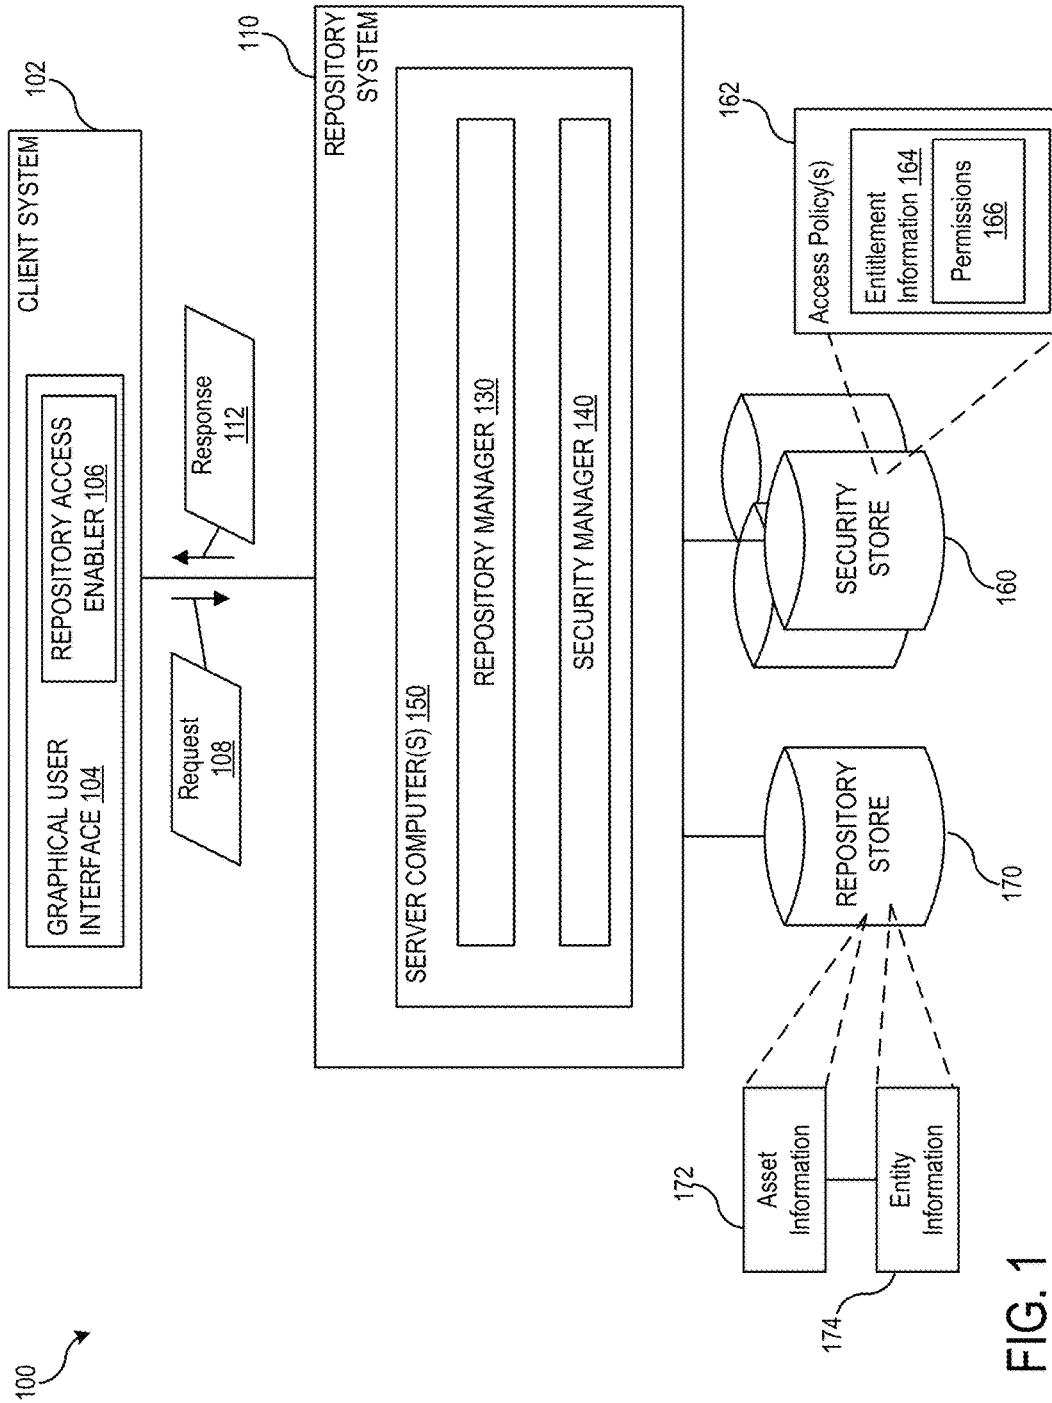 100
CLIENT SYSTEM
102
GRAPHICAL USER
INTERFACE 104
REPOSITORY ACCESS
ENABLER 106
Request
108
Response
112
110
REPOSITORY
SYSTEM
SERVER COMPUTER(S) 150
REPOSITORY MANAGER 130
SECURITY MANAGER 140
172
Asset
Information
174
Entity
Information
REPOSITORY
STORE
170
SECURITY
STORE
160
162
Access Policy(s)
Entitlement
Information 164
Permissions
166
FIG. 1